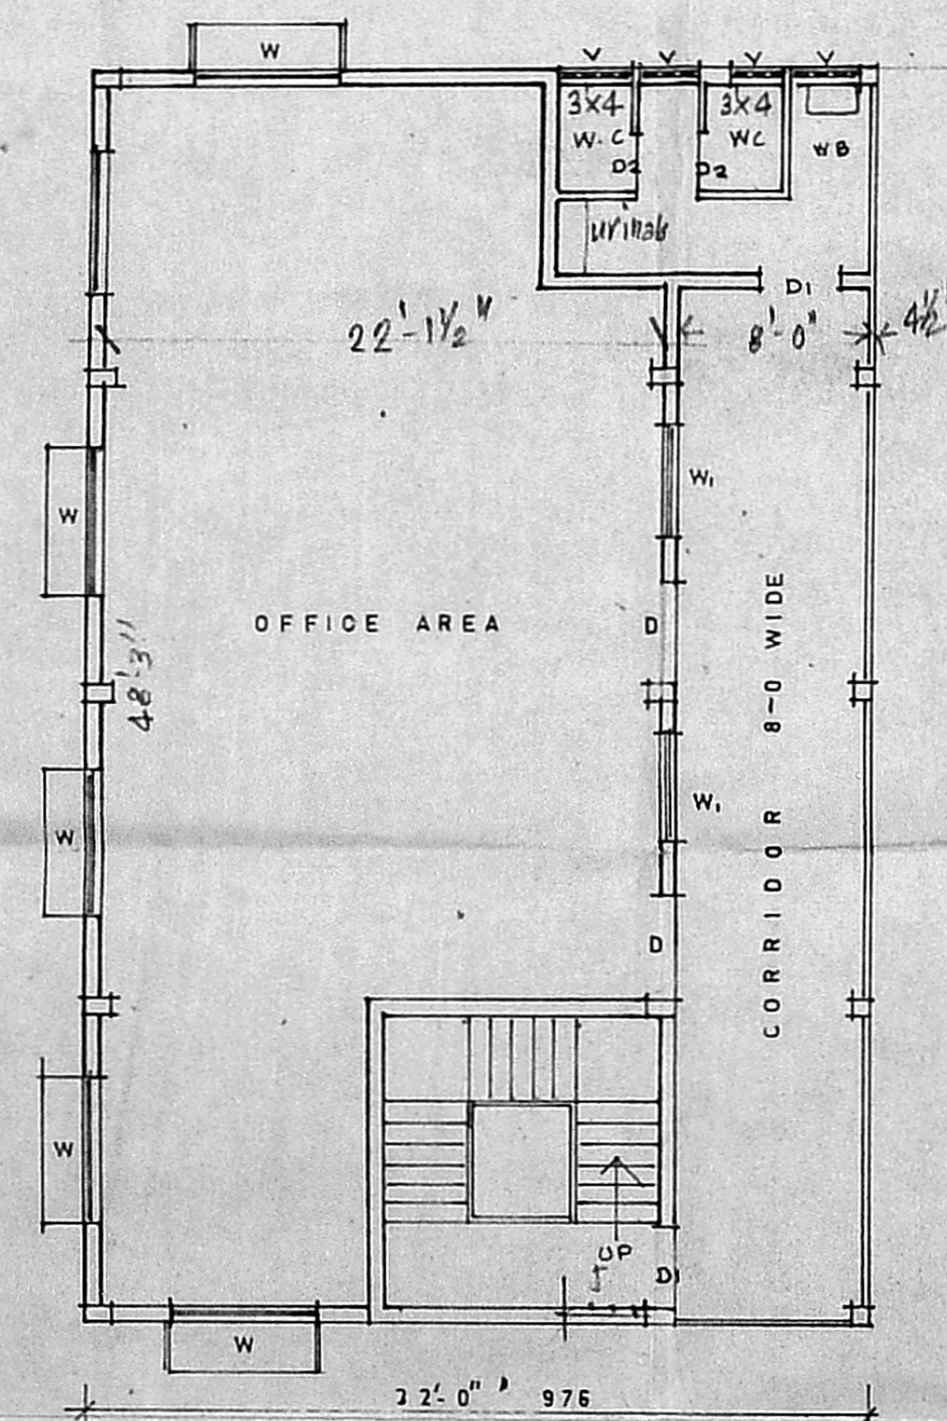 W
V V V V
3X4 3X4
W.C WC WB
D2 D2
urinals
D1
22'-1½" 8'-0" 4½
W1
W
OFFICE AREA D
48'-3"
CORRIDOR 8-0 WIDE
W1
W
D
W
UP
D1
W
32'-0" 976